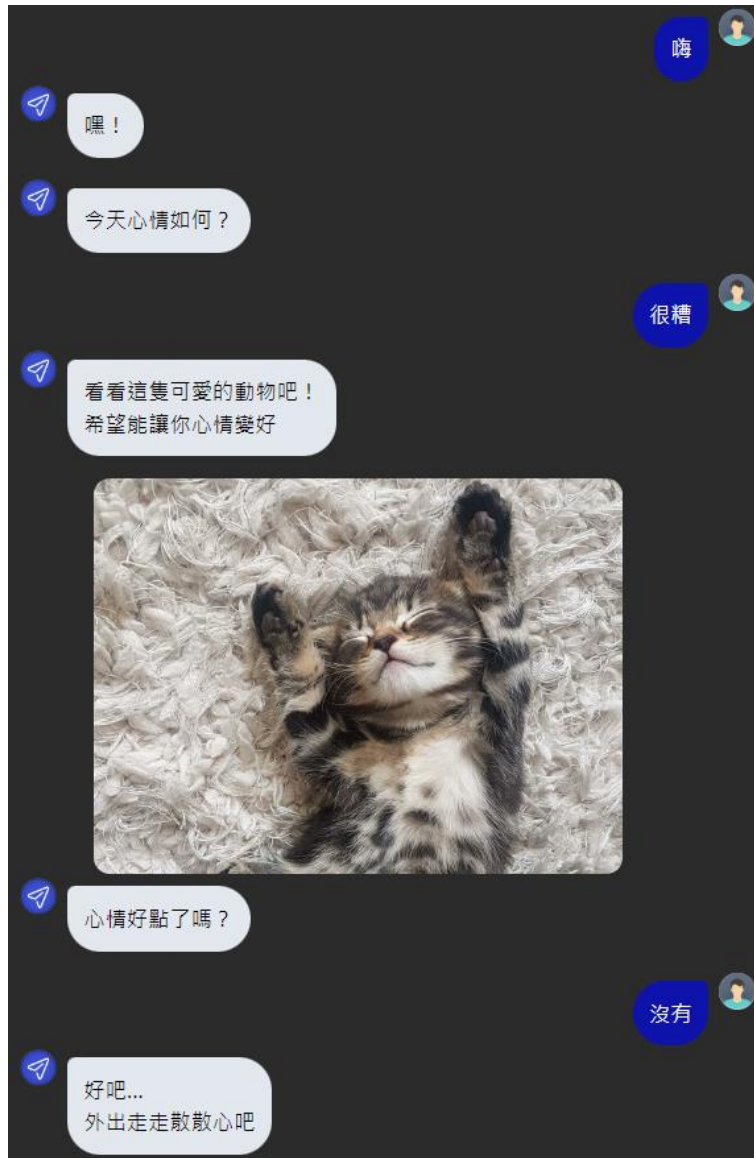 嗨
嘿！
今天心情如何？
很糟
看看這隻可愛的動物吧！
希望能讓你心情變好
心情好點了嗎？
沒有
好吧...
外出走走散散心吧